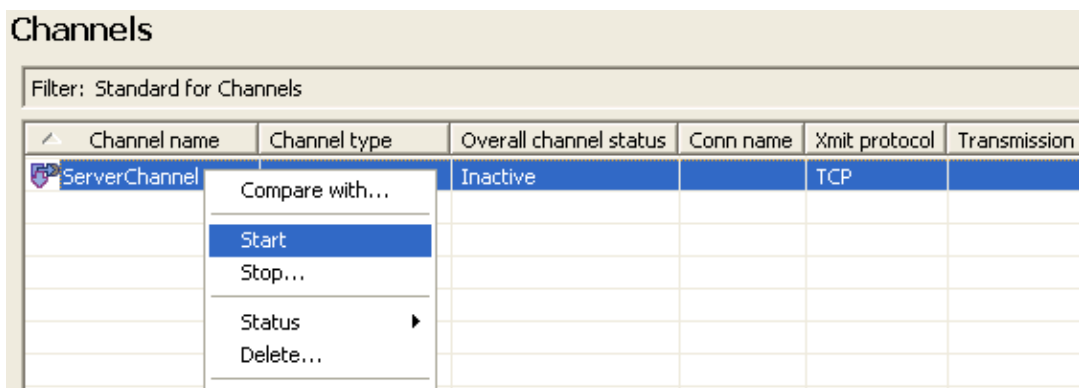 Channels
Filter: Standard for Channels
Channel name Channel type Overall channel status Conn name Xmit protocol Transmission
ServerChannel Inactive TCP
Compare with...
Start
Stop...
Status
Delete...